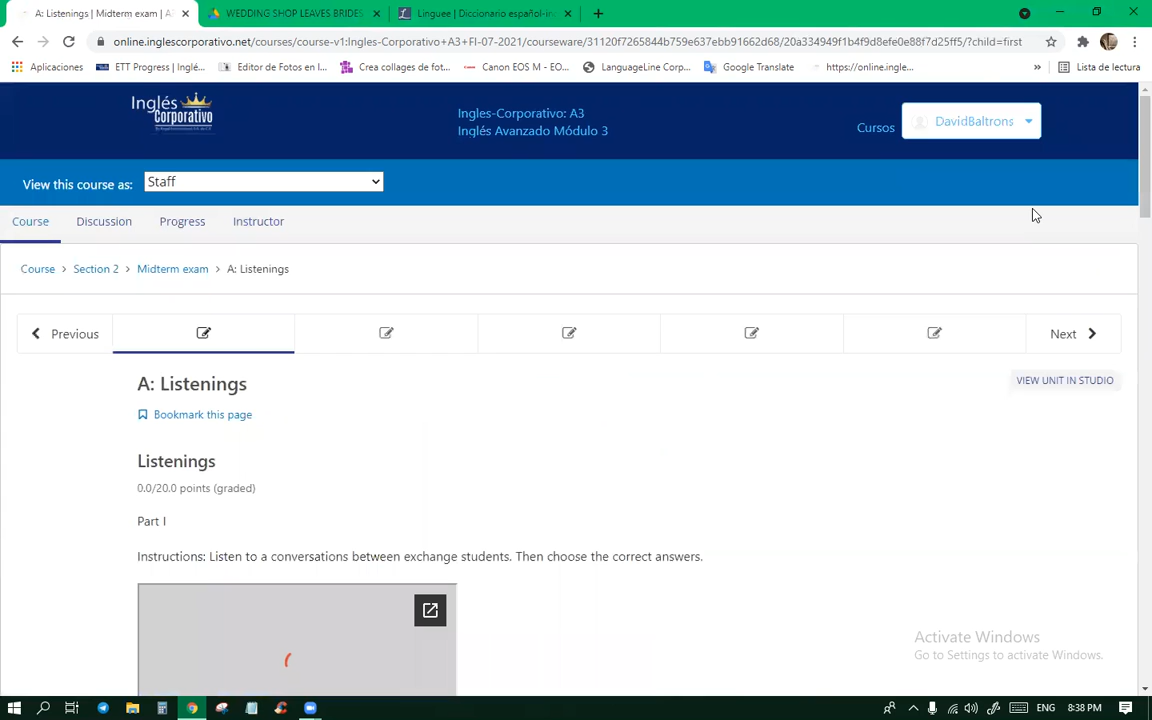 A: Listenings | Midterm exam | A
WEDDING SHOP LEAVES BRIDES
Linguee | Diccionario español-in
online.inglescorporativo.net/courses/course-v1:Ingles-Corporativo+A3+FI-07-2021/courseware/31120f7265844b759e637ebb91662d68/20a334949f1b4f9d8efe0e88f7d25ff5/?child=first
Aplicaciones
ETT Progress | Inglé...
Editor de Fotos en l...
Crea collages de fot...
Canon EOS M - EO...
LanguageLine Corp...
Google Translate
https://online.ingle...
»
Lista de lectura
Inglés
Corporativo
Ingles-Corporativo: A3
Inglés Avanzado Módulo 3
Cursos
DavidBaltrons
View this course as:
Staff
Course
Discussion
Progress
Instructor
Course > Section 2 > Midterm exam > A: Listenings
Previous
Next
A: Listenings
VIEW UNIT IN STUDIO
Bookmark this page
Listenings
0.0/20.0 points (graded)
Part I
Instructions: Listen to a conversations between exchange students. Then choose the correct answers.
Activate Windows
Go to Settings to activate Windows.
ENG
8:38 PM